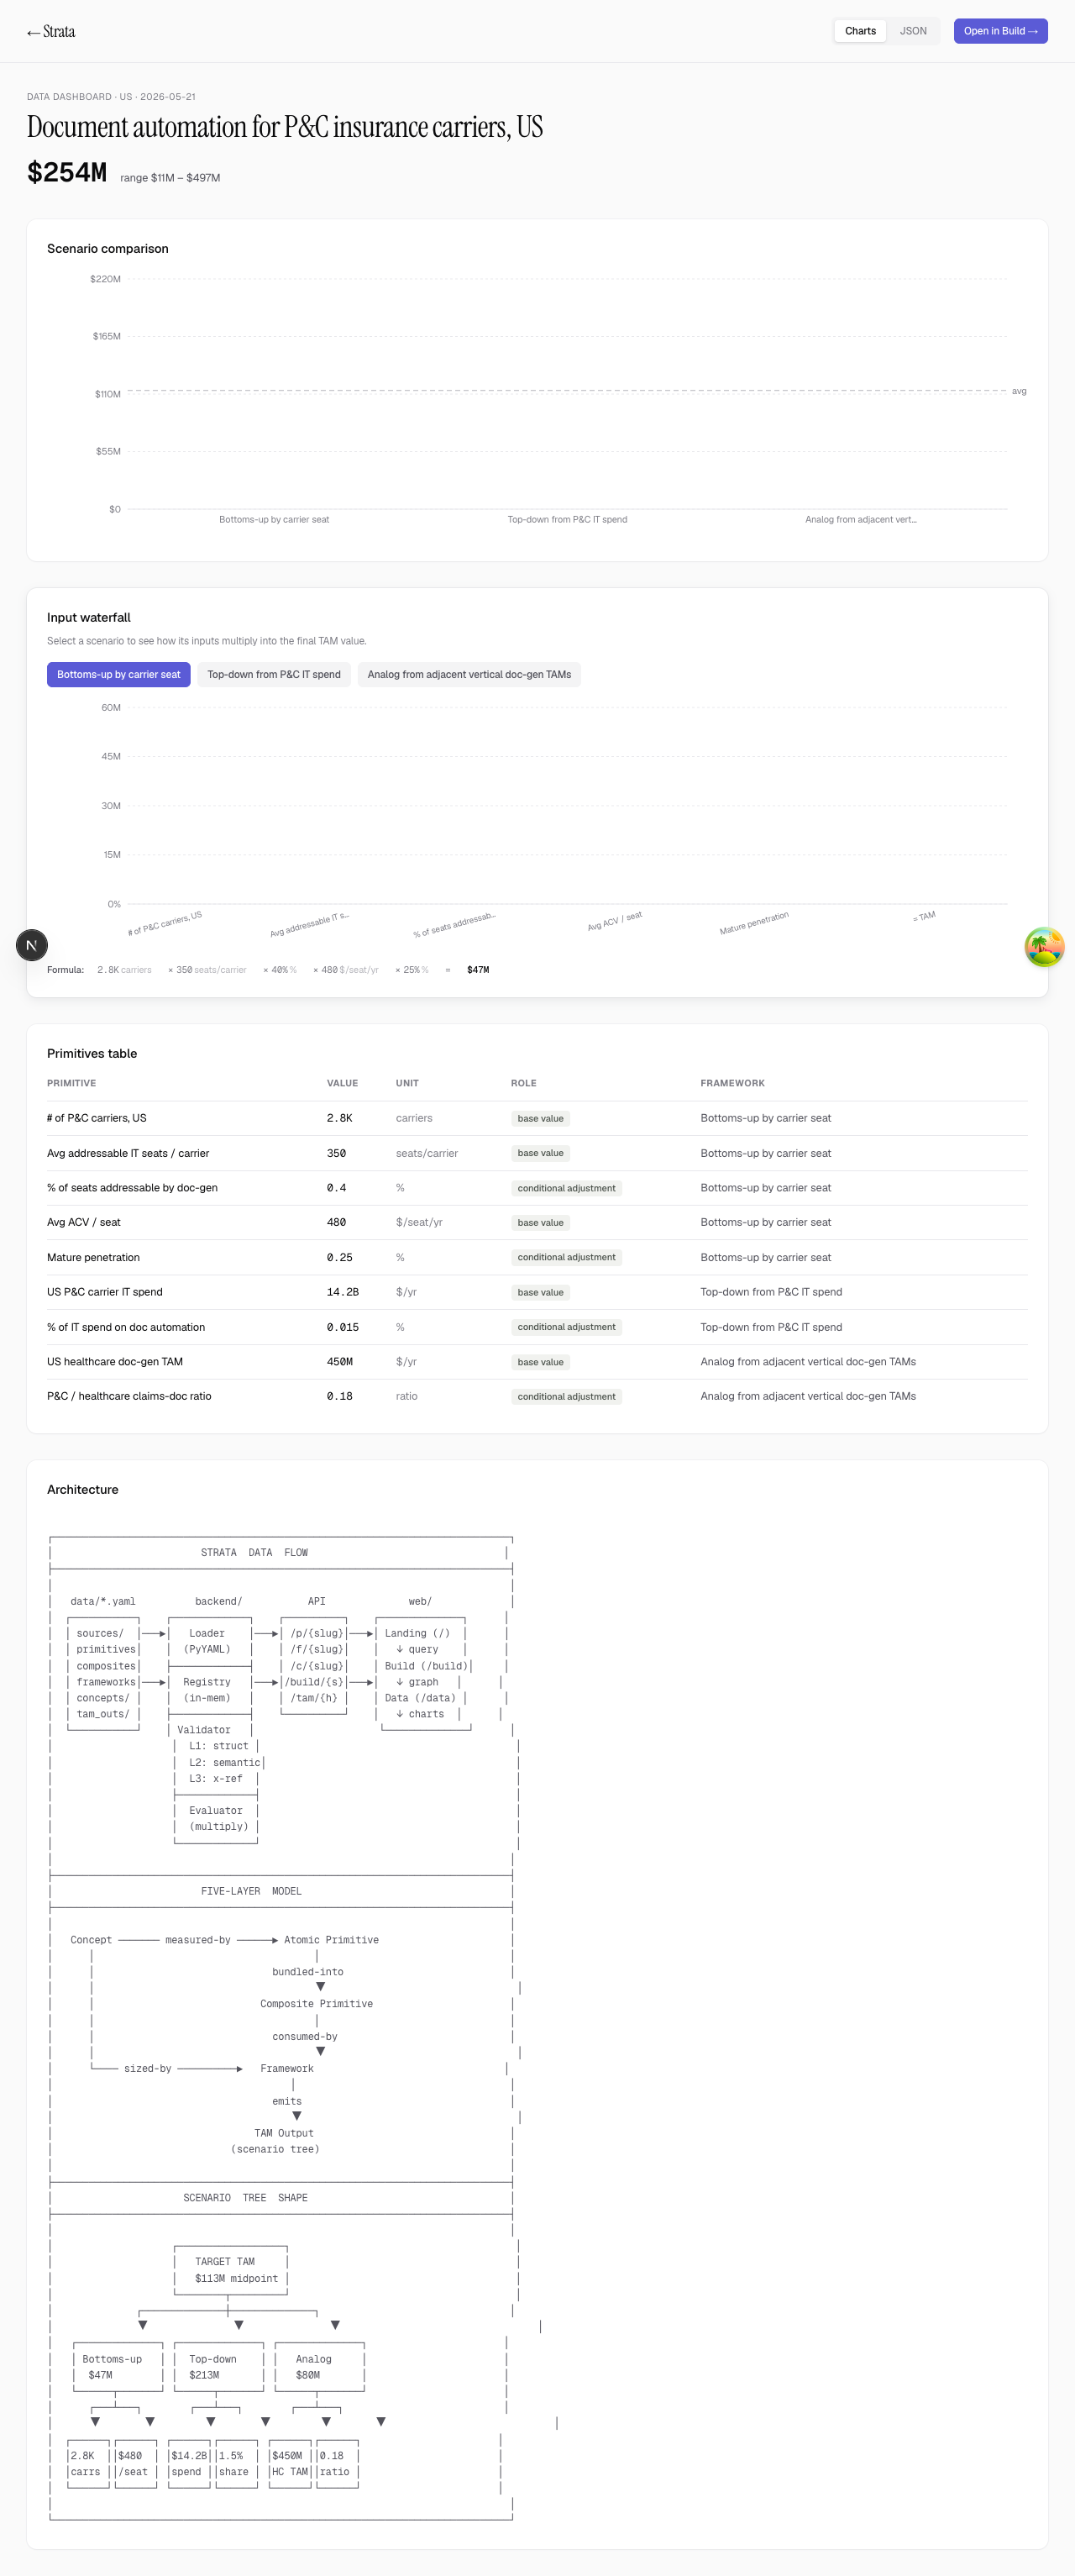 ← Strata
Charts JSON Open in Build →
DATA DASHBOARD · US · 2026-05-21
Document automation for P&C insurance carriers, US
$254M range $11M – $497M
Scenario comparison
$220M
$165M
avg
$110M
$55M
$0
Bottoms-up by carrier seat Top-down from P&C IT spend Analog from adjacent vert...
Input waterfall
Select a scenario to see how its inputs multiply into the final TAM value.
Bottoms-up by carrier seat Top-down from P&C IT spend Analog from adjacent vertical doc-gen TAMs
60M
45M
30M
15M
0%
# of P&C carriers, US Avg addressable IT s... % of seats addressab... Avg ACV / seat Mature penetration = TAM
N
Formula: 2.8K carriers × 350 seats/carrier × 40% % × 480 $/seat/yr × 25% % = $47M
Primitives table
PRIMITIVE VALUE UNIT ROLE FRAMEWORK
# of P&C carriers, US 2.8K carriers base value Bottoms-up by carrier seat
Avg addressable IT seats / carrier 350 seats/carrier base value Bottoms-up by carrier seat
% of seats addressable by doc-gen 0.4 % conditional adjustment Bottoms-up by carrier seat
Avg ACV / seat 480 $/seat/yr base value Bottoms-up by carrier seat
Mature penetration 0.25 % conditional adjustment Bottoms-up by carrier seat
US P&C carrier IT spend 14.2B $/yr base value Top-down from P&C IT spend
% of IT spend on doc automation 0.015 % conditional adjustment Top-down from P&C IT spend
US healthcare doc-gen TAM 450M $/yr base value Analog from adjacent vertical doc-gen TAMs
P&C / healthcare claims-doc ratio 0.18 ratio conditional adjustment Analog from adjacent vertical doc-gen TAMs
Architecture
STRATA DATA FLOW
data/*.yaml backend/ API web/
sources/ Loader /p/{slug} Landing (/)
primitives (PyYAML) /f/{slug} ↓ query
composites /c/{slug} Build (/build)
frameworks Registry /build/{s} ↓ graph
concepts/ (in-mem) /tam/{h} Data (/data)
tam_outs/ ↓ charts
Validator
L1: struct
L2: semantic
L3: x-ref
Evaluator
(multiply)
FIVE-LAYER MODEL
Concept measured-by Atomic Primitive
bundled-into
Composite Primitive
consumed-by
sized-by Framework
emits
TAM Output
(scenario tree)
SCENARIO TREE SHAPE
TARGET TAM
$113M midpoint
Bottoms-up Top-down Analog
$47M $213M $80M
2.8K $480 $14.2B 1.5% $450M 0.18
carrs /seat spend share HC TAM ratio